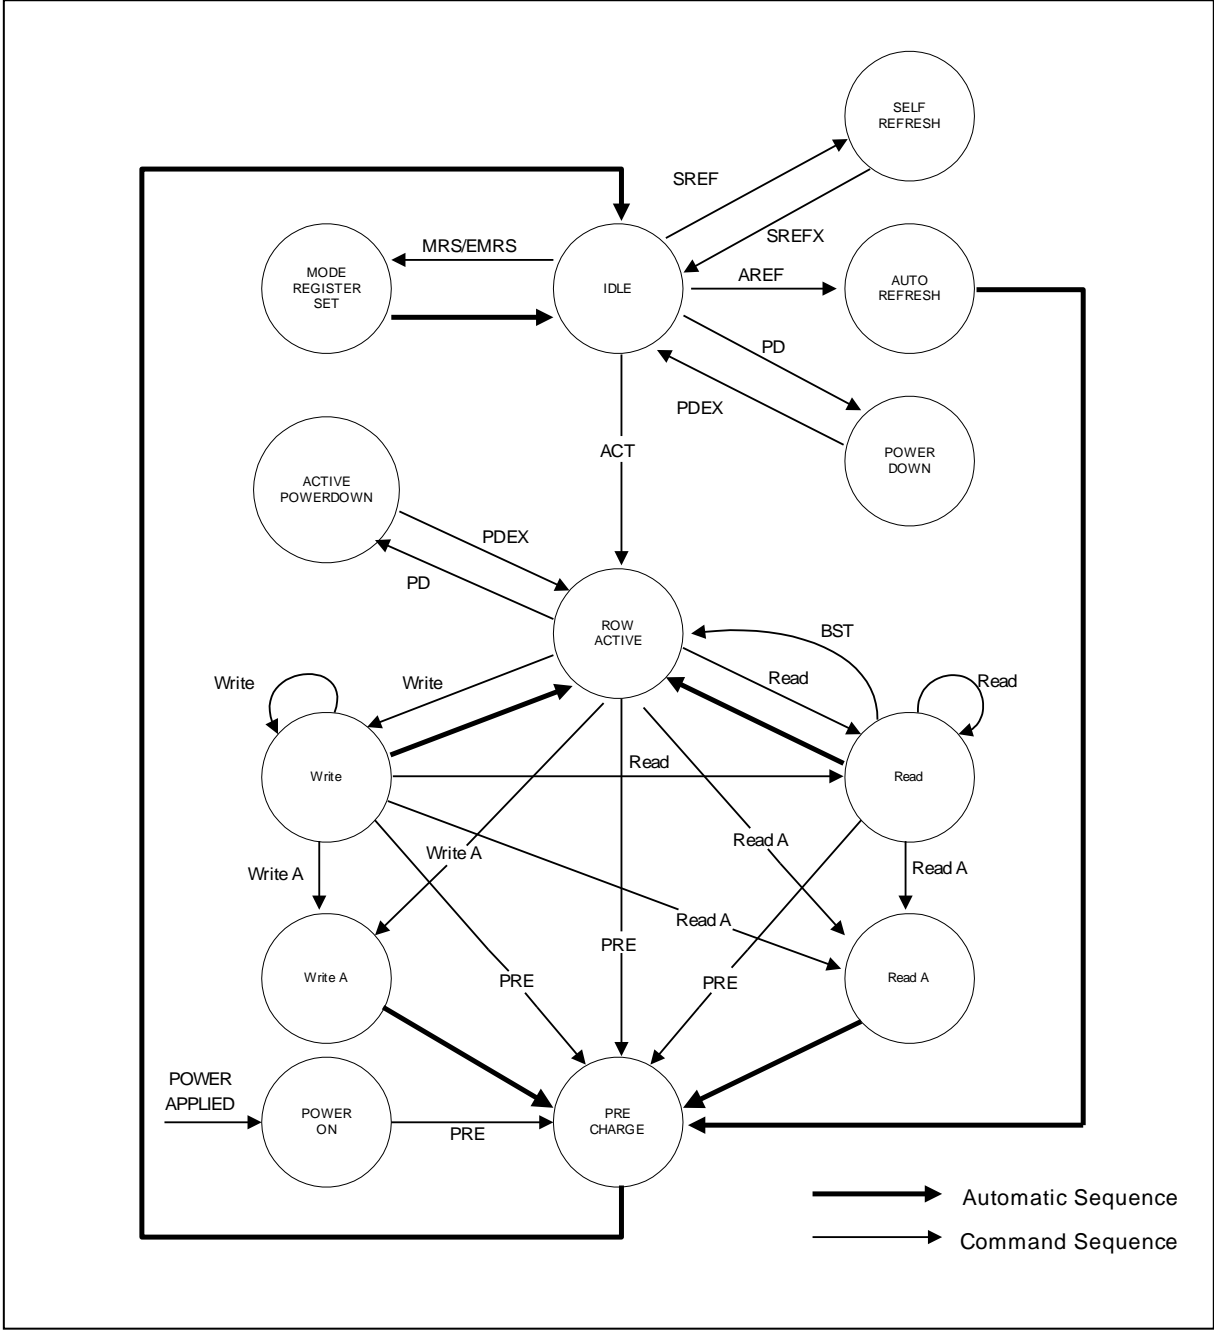 SELF
REFRESH
SREF
SREFX
MRS/EMRS
MODE
REGISTER
SET
IDLE
AREF
AUTO
REFRESH
PD
PDEX
POWER
DOWN
ACT
ACTIVE
POWERDOWN
PDEX
PD
ROW
ACTIVE
BST
Write
Write
Read
Read
Write
Read
Read
Write A
Write A
Read A
Read A
Read A
PRE
PRE
PRE
Write A
Read A
POWER
APPLIED
POWER
ON
PRE
PRE
CHARGE
Automatic Sequence
Command Sequence